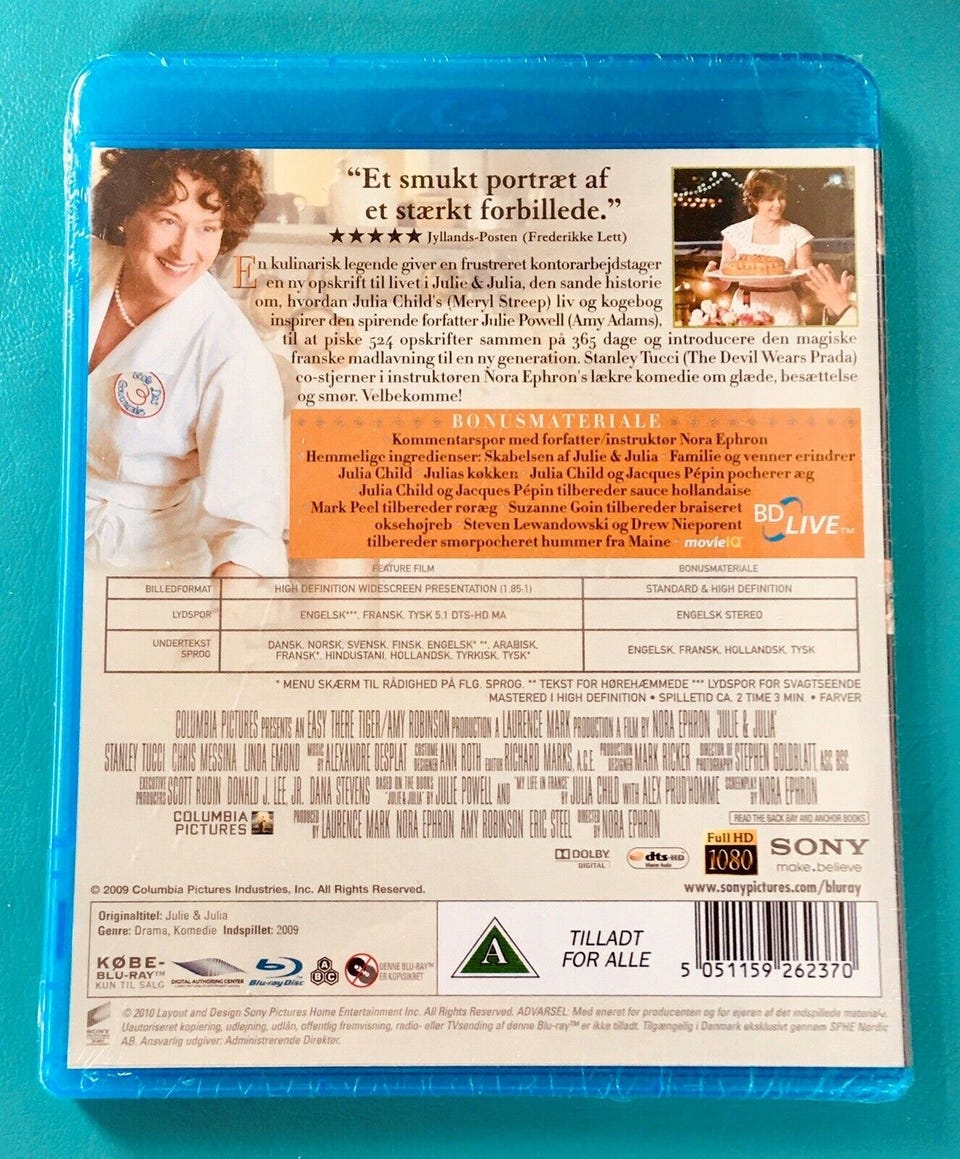 “Et smukt portræt af
et stærkt forbillede.”
★★★★★ Jyllands-Posten (Frederikke Lett)
En kulinarisk legende giver en frustreret kontorarbejdstager
en ny opskrift til livet i Julie & Julia, den sande historie
om, hvordan Julia Child's (Meryl Streep) liv og kogebog
inspirer den spirende forfatter Julie Powell (Amy Adams),
til at piske 524 opskrifter sammen på 365 dage og introducere den magiske
franske madlavning til en ny generation. Stanley Tucci (The Devil Wears Prada)
co-stjerner i instruktøren Nora Ephron's lækre komedie om glæde, besættelse
og smør. Velbekomme!
BONUSMATERIALE
Kommentarspor med forfatter/instruktør Nora Ephron
Hemmelige ingredienser: Skabelsen af Julie & Julia · Familie og venner erindrer
Julia Child · Julias køkken · Julia Child og Jacques Pépin pocherer æg
Julia Child og Jacques Pépin tilbereder sauce hollandaise
Mark Peel tilbereder røræg · Suzanne Goin tilbereder braiseret
oksehøjreb · Steven Lewandowski og Drew Nieporent
tilbereder smørpocheret hummer fra Maine · movieIQ
BD LIVE™
FEATURE FILM BONUSMATERIALE
BILLEDFORMAT HIGH DEFINITION WIDESCREEN PRESENTATION (1.85:1) STANDARD & HIGH DEFINITION
LYDSPOR ENGELSK***, FRANSK, TYSK 5.1 DTS-HD MA ENGELSK STEREO
UNDERTEKST SPROG DANSK, NORSK, SVENSK, FINSK, ENGELSK* **, ARABISK,
FRANSK*, HINDUSTANI, HOLLANDSK, TYRKISK, TYSK* ENGELSK, FRANSK, HOLLANDSK, TYSK
* MENU SKÆRM TIL RÅDIGHED PÅ FLG. SPROG. ** TEKST FOR HØREHÆMMEDE *** LYDSPOR FOR SVAGTSEENDE
MASTERED IN HIGH DEFINITION • SPILLETID CA. 2 TIME 3 MIN. • FARVER
COLUMBIA PICTURES PRESENTS AN EASY THERE TIGER/AMY ROBINSON PRODUCTION A LAURENCE MARK PRODUCTION A FILM BY NORA EPHRON "JULIE & JULIA"
STANLEY TUCCI CHRIS MESSINA LINDA EMOND MUSIC BY ALEXANDRE DESPLAT COSTUME DESIGNER ANN ROTH EDITOR RICHARD MARKS, A.C.E. PRODUCTION DESIGNER MARK RICKER DIRECTOR OF PHOTOGRAPHY STEPHEN GOLDBLATT ASC BSC
EXECUTIVE PRODUCERS SCOTT RUDIN DONALD J. LEE, JR. DANA STEVENS BASED ON THE BOOKS "JULIE & JULIA" BY JULIE POWELL AND "MY LIFE IN FRANCE" BY JULIA CHILD WITH ALEX PRUD'HOMME SCREENPLAY BY NORA EPHRON
COLUMBIA PICTURES PRODUCED BY LAURENCE MARK NORA EPHRON AMY ROBINSON ERIC STEEL DIRECTED BY NORA EPHRON
READ THE BACK BAY AND ANCHOR BOOKS
DOLBY DIGITAL
dts-HD Master Audio
Full HD 1080
SONY
make.believe
© 2009 Columbia Pictures Industries, Inc. All Rights Reserved.
www.sonypictures.com/bluray
Originaltitel: Julie & Julia
Genre: Drama, Komedie Indspillet: 2009
KØBE-
BLU-RAY™
KUN TIL SALG
DIGITAL AUTHORING CENTER
Blu-ray Disc
A B C
DENNE BLU-RAY™
ER KOPISIKRET
A
TILLADT
FOR ALLE
5 051159 262370
SONY
© 2010 Layout and Design Sony Pictures Home Entertainment Inc. All Rights Reserved. ADVARSEL: Med eneret for producenten og for ejeren af det indspillede materiale.
Uautoriseret kopiering, udlejning, udlån, offentlig fremvisning, radio- eller TVsending af denne Blu-ray™ er ikke tilladt. Tilgængelig i Danmark eksklusivt gennem SPHE Nordic
AB. Ansvarlig udgiver: Administrerende Direktør.